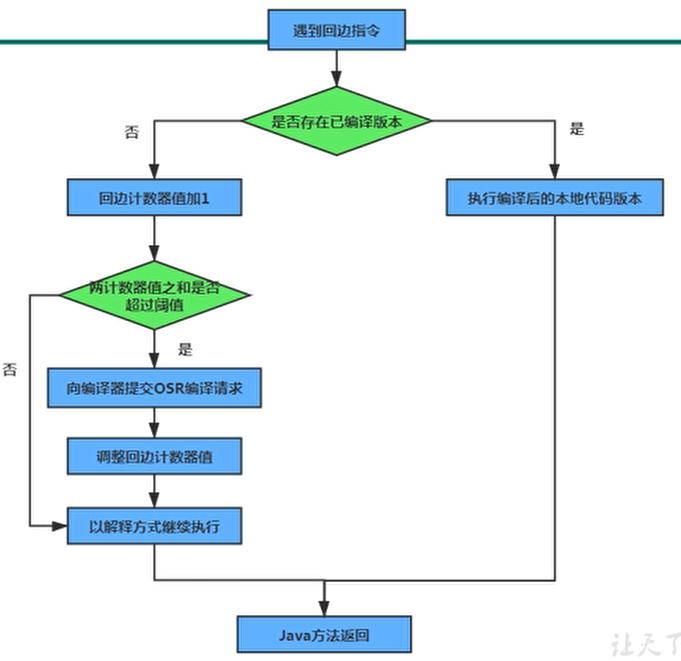 遇到回边指令
是否存在已编译版本
否
是
回边计数器值加1
执行编译后的本地代码版本
两计数器值之和是否
超过阈值
是
否
向编译器提交OSR编译请求
调整回边计数器值
以解释方式继续执行
Java方法返回
让天了